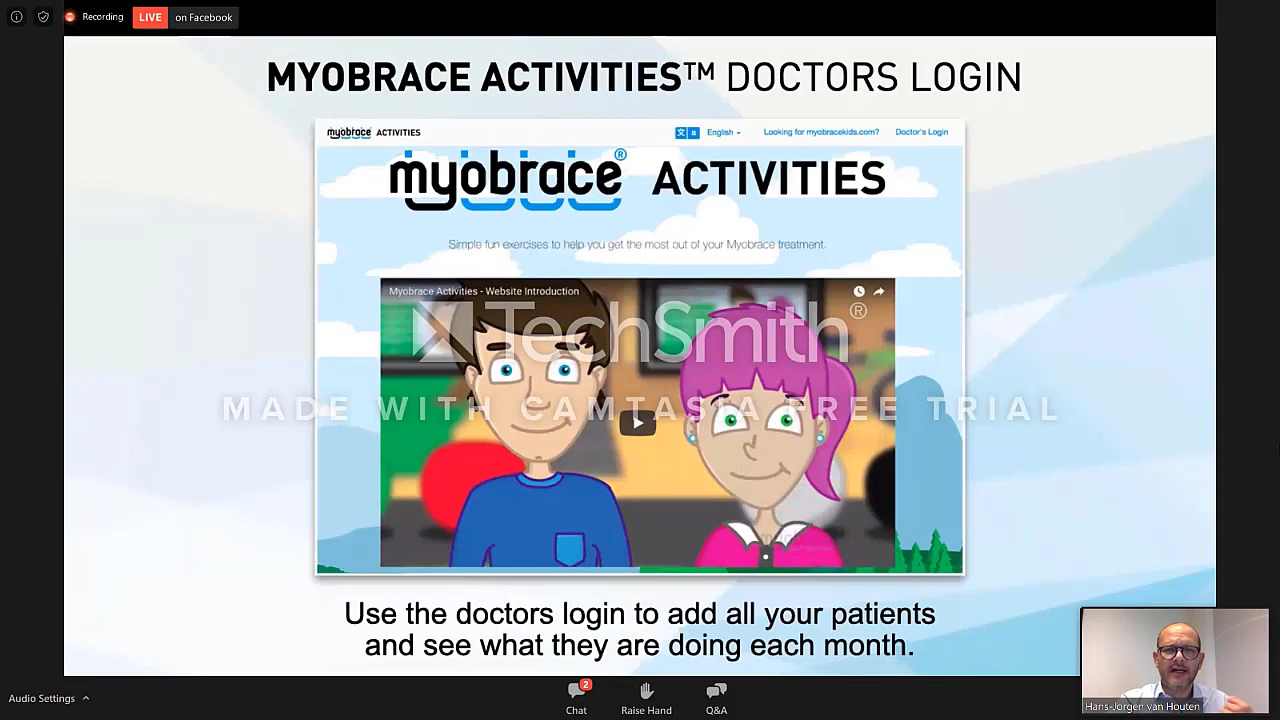 Recording
LIVE
on Facebook
MYOBRACE ACTIVITIES™ DOCTORS LOGIN
myobrace ACTIVITIES
文 a
English
Looking for myobracekids.com?
Doctor's Login
myobrace® ACTIVITIES
Simple fun exercises to help you get the most out of your Myobrace treatment.
Myobrace Activities - Website Introduction
TechSmith®
MADE WITH CAMTASIA FREE TRIAL
Use the doctors login to add all your patients
and see what they are doing each month.
Hans-Jorgen van Houten
Audio Settings
2
Chat
Raise Hand
Q&A